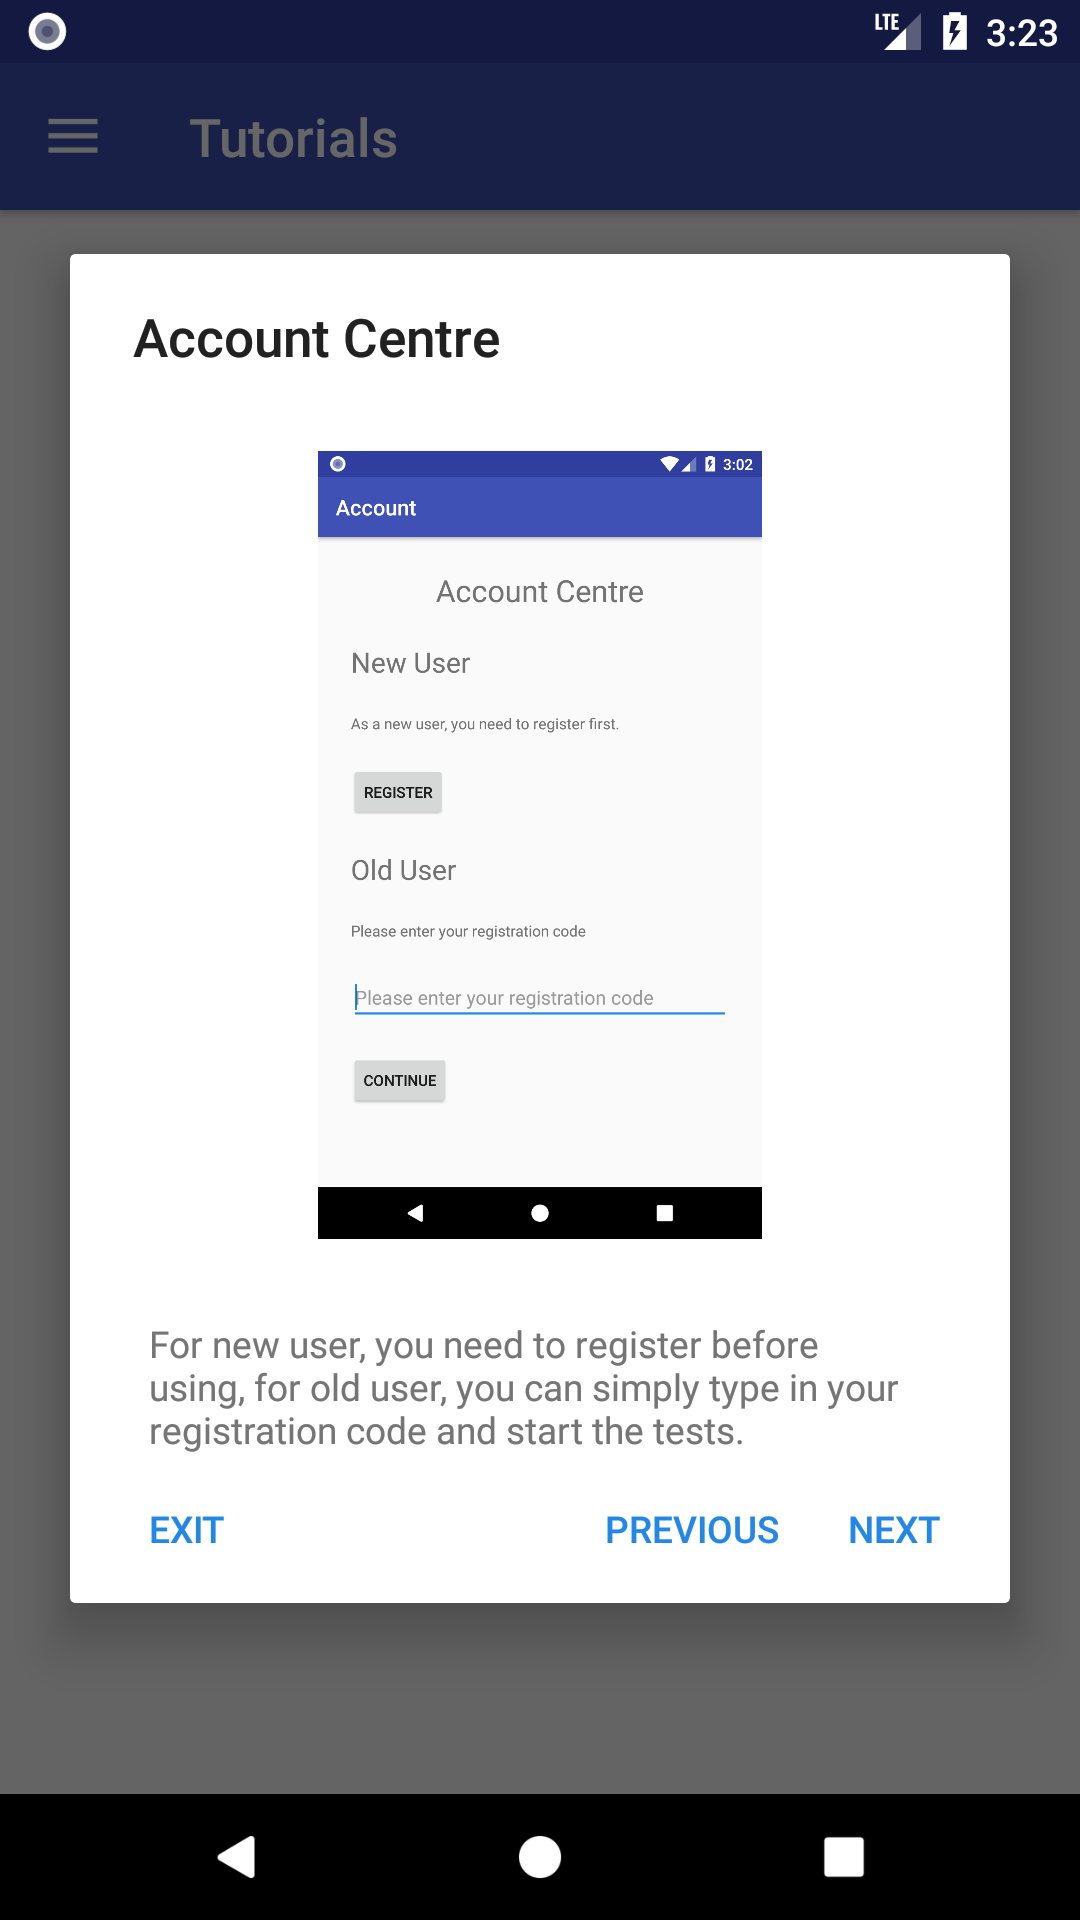 LTE 3:23
Tutorials
Account Centre
3:02
Account
Account Centre
New User
As a new user, you need to register first.
REGISTER
Old User
Please enter your registration code
Please enter your registration code
CONTINUE
For new user, you need to register before
using, for old user, you can simply type in your
registration code and start the tests.
EXIT PREVIOUS NEXT